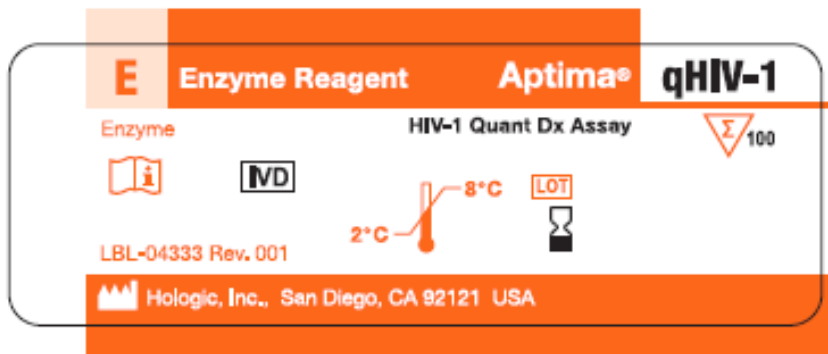 E Enzyme Reagent Aptima® qHIV-1
Enzyme HIV-1 Quant Dx Assay Σ/100
i IVD
8°C LOT
2°C
LBL-04333 Rev. 001
Hologic, Inc., San Diego, CA 92121 USA